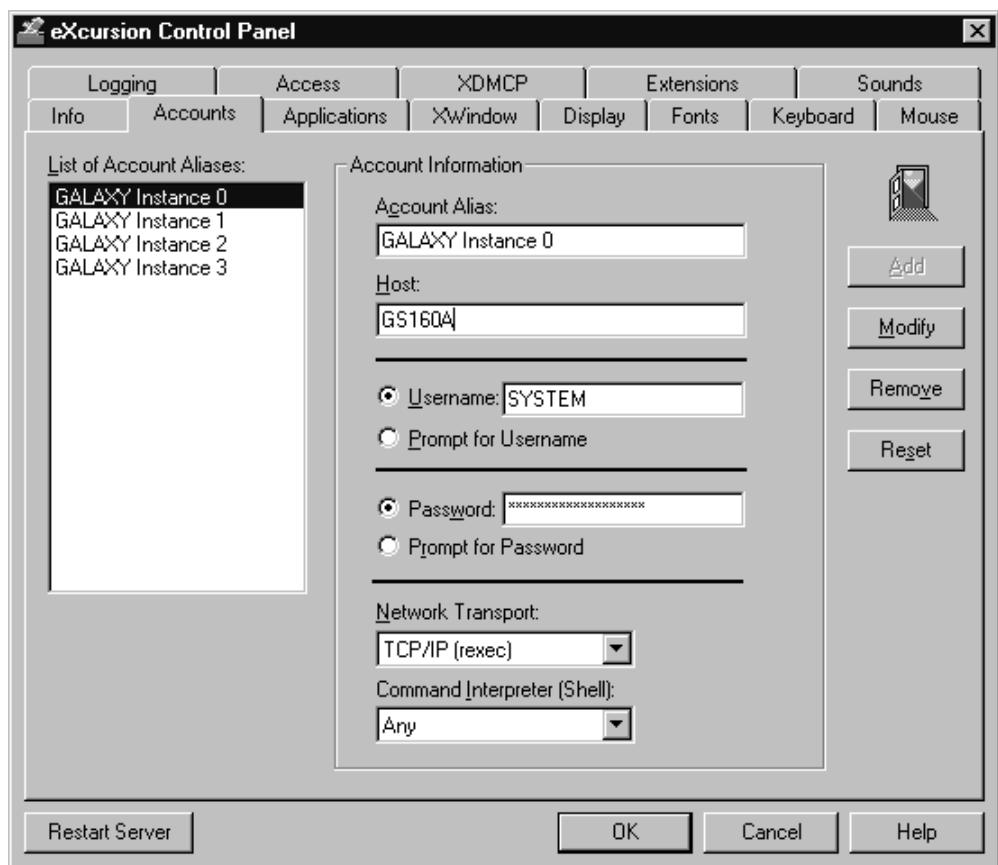 eXcursion Control Panel
Logging Access XDMCP Extensions Sounds
Info Accounts Applications XWindow Display Fonts Keyboard Mouse
List of Account Aliases:
GALAXY Instance 0
GALAXY Instance 1
GALAXY Instance 2
GALAXY Instance 3
Account Information
Account Alias:
GALAXY Instance 0
Host:
GS160A
Username: SYSTEM
Prompt for Username
Password: *******************
Prompt for Password
Network Transport:
TCP/IP (rexec)
Command Interpreter (Shell):
Any
Add
Modify
Remove
Reset
Restart Server OK Cancel Help